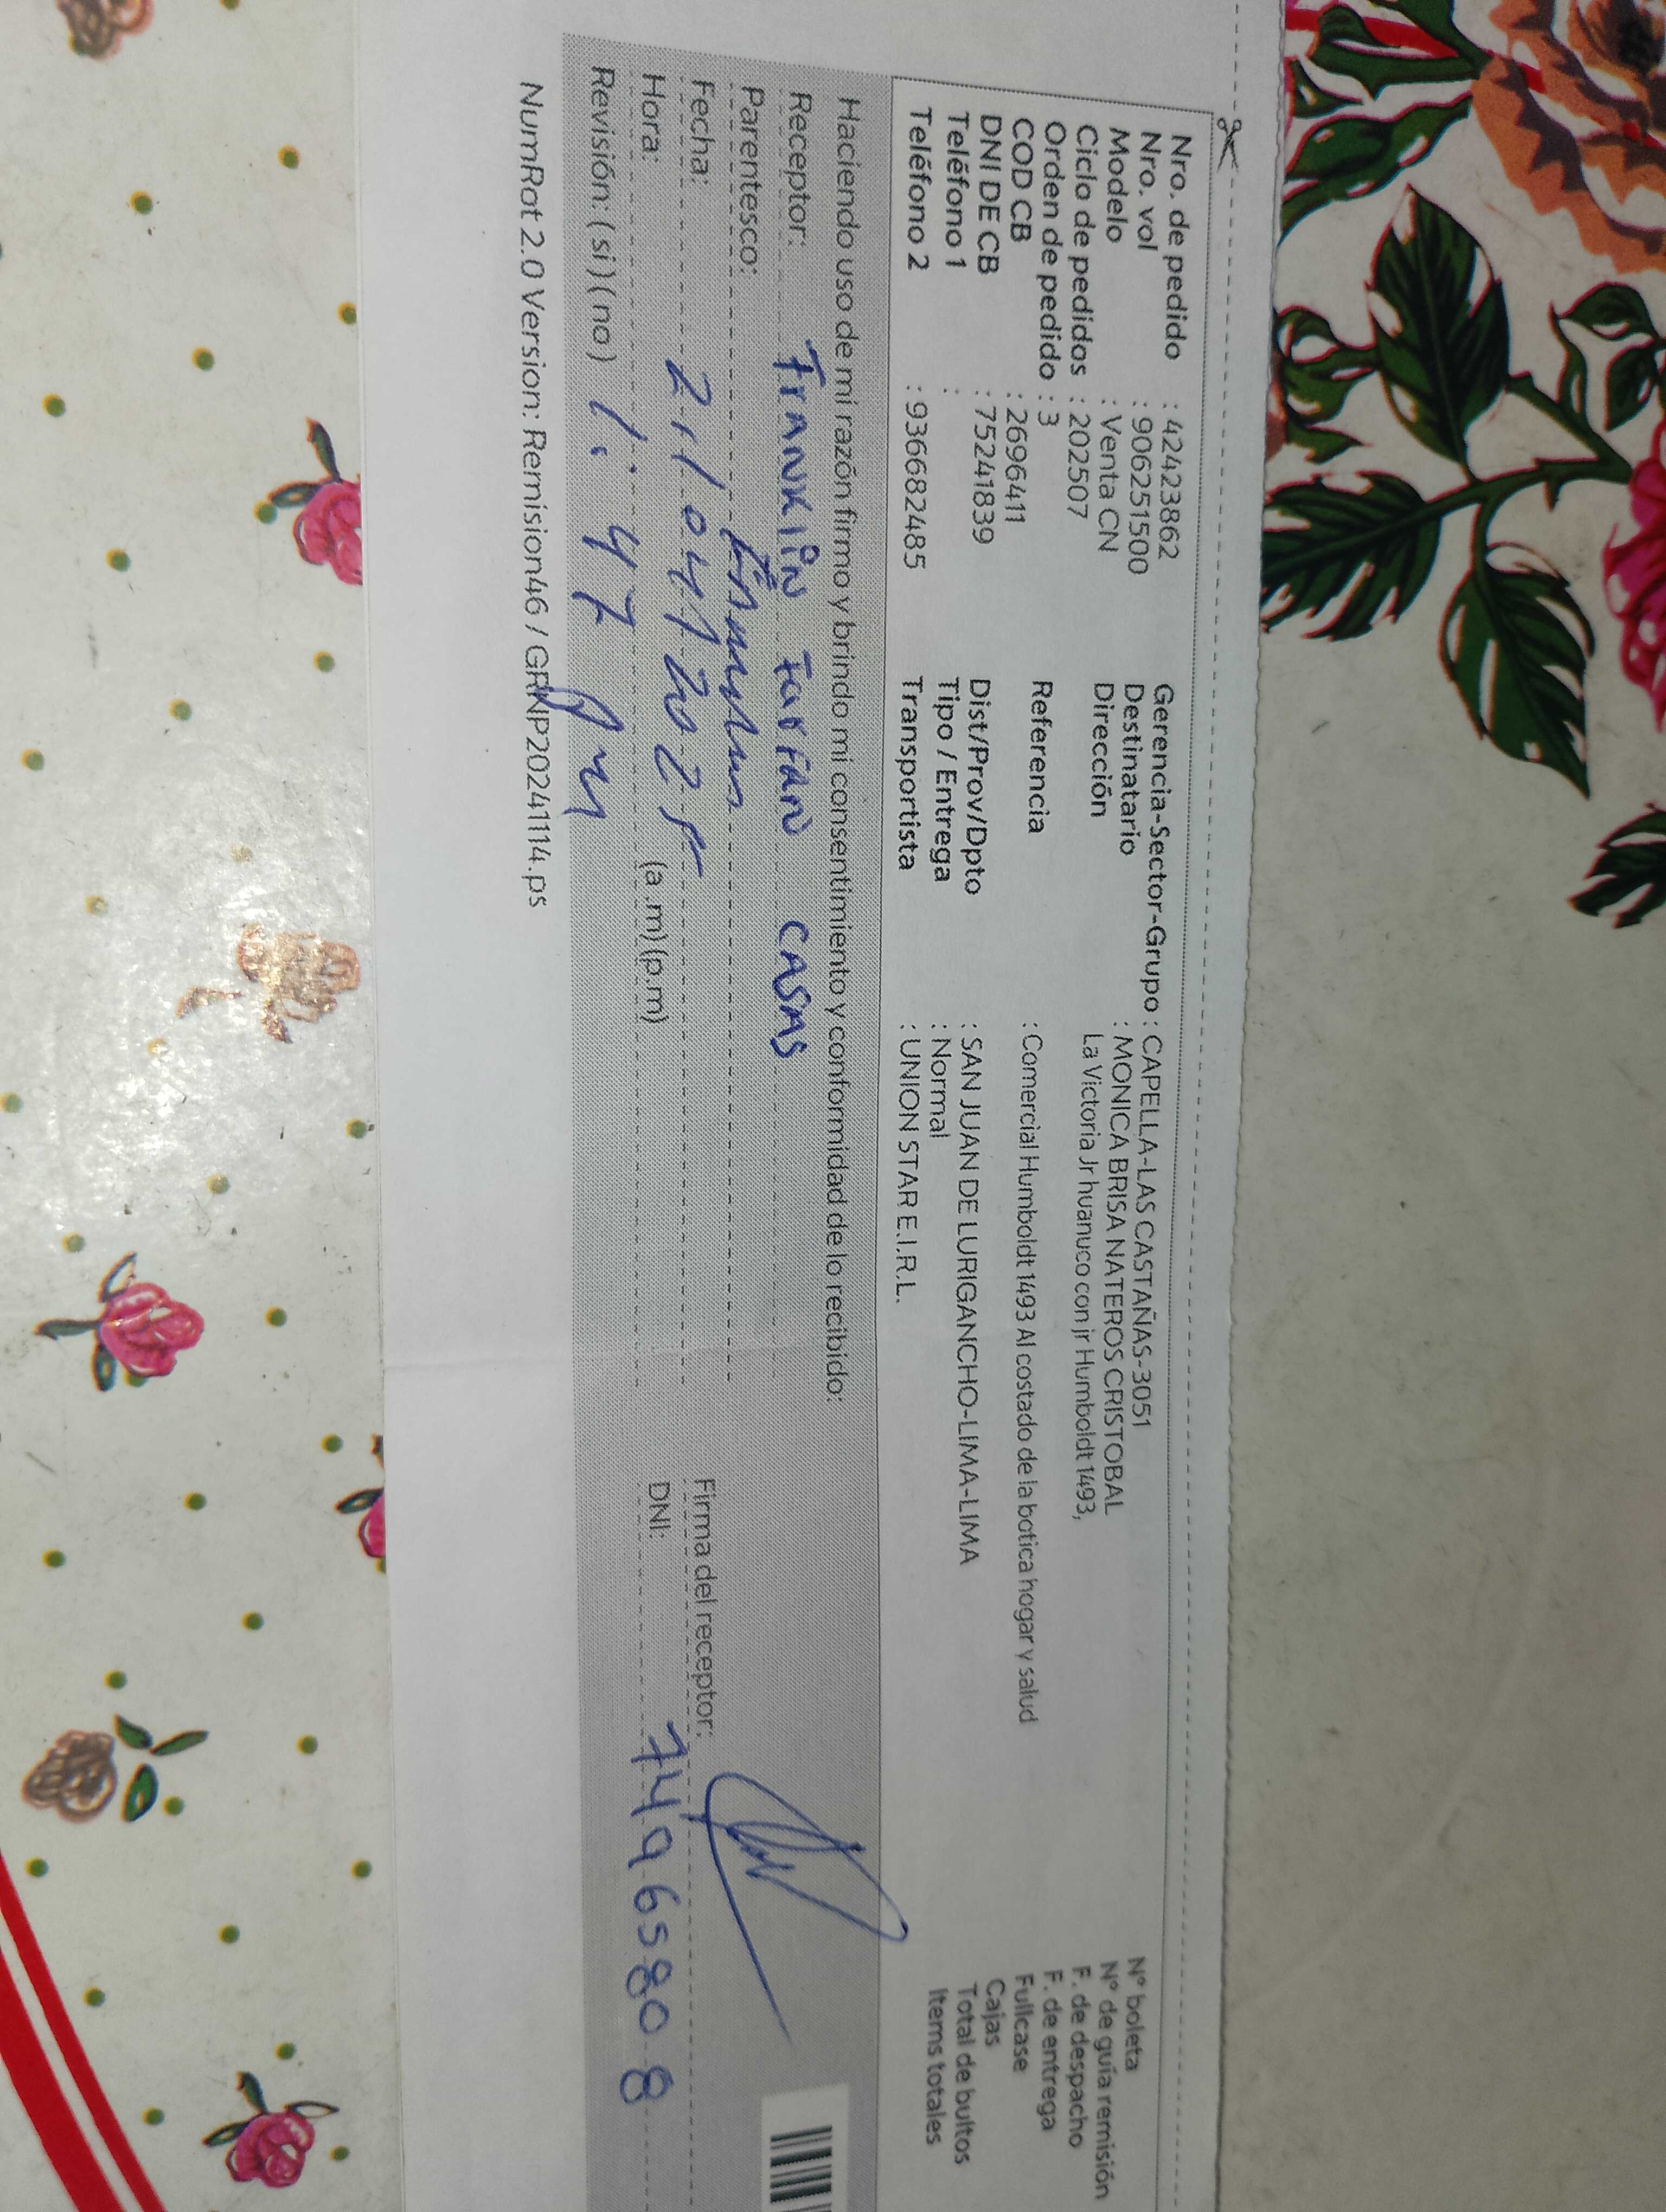 Nro. de pedido : 42423862
Nro. vol : 906251500
Modelo : Venta CN
Ciclo de pedidos : 202507
Orden de pedido : 3
COD CB : 2696411
DNI DE CB : 75241839
Teléfono 1 :
Teléfono 2 : 936682485
Gerencia-Sector-Grupo : CAPELLA-LAS CASTAÑAS-3051
Destinatario : MONICA BRISA NATEROS CRISTOBAL
Dirección La Victoria Jr huanuco con jr Humboldt 1493,
Referencia : Comercial Humboldt 1493 Al costado de la botica hogar y salud
Dist/Prov/Dpto : SAN JUAN DE LURIGANCHO-LIMA-LIMA
Tipo / Entrega : Normal
Transportista : UNION STAR E.I.R.L.
N° boleta
N° de guía remisión
F. de despacho
F. de entrega
Fullcase
Cajas
Total de bultos
Items totales
Haciendo uso de mi razón firmo y brindo mi consentimiento y conformidad de lo recibido:
Receptor: Franklin Farfan Casas
Parentesco:
Fecha: 21/04/2025
Hora: (a.m)(p.m)
Revisión: (si)(no) 1:47 PM
Firma del receptor:
DNI: 74496580 8
NumRot 2.0 Version: Remision46 / GRNP20241114.ps